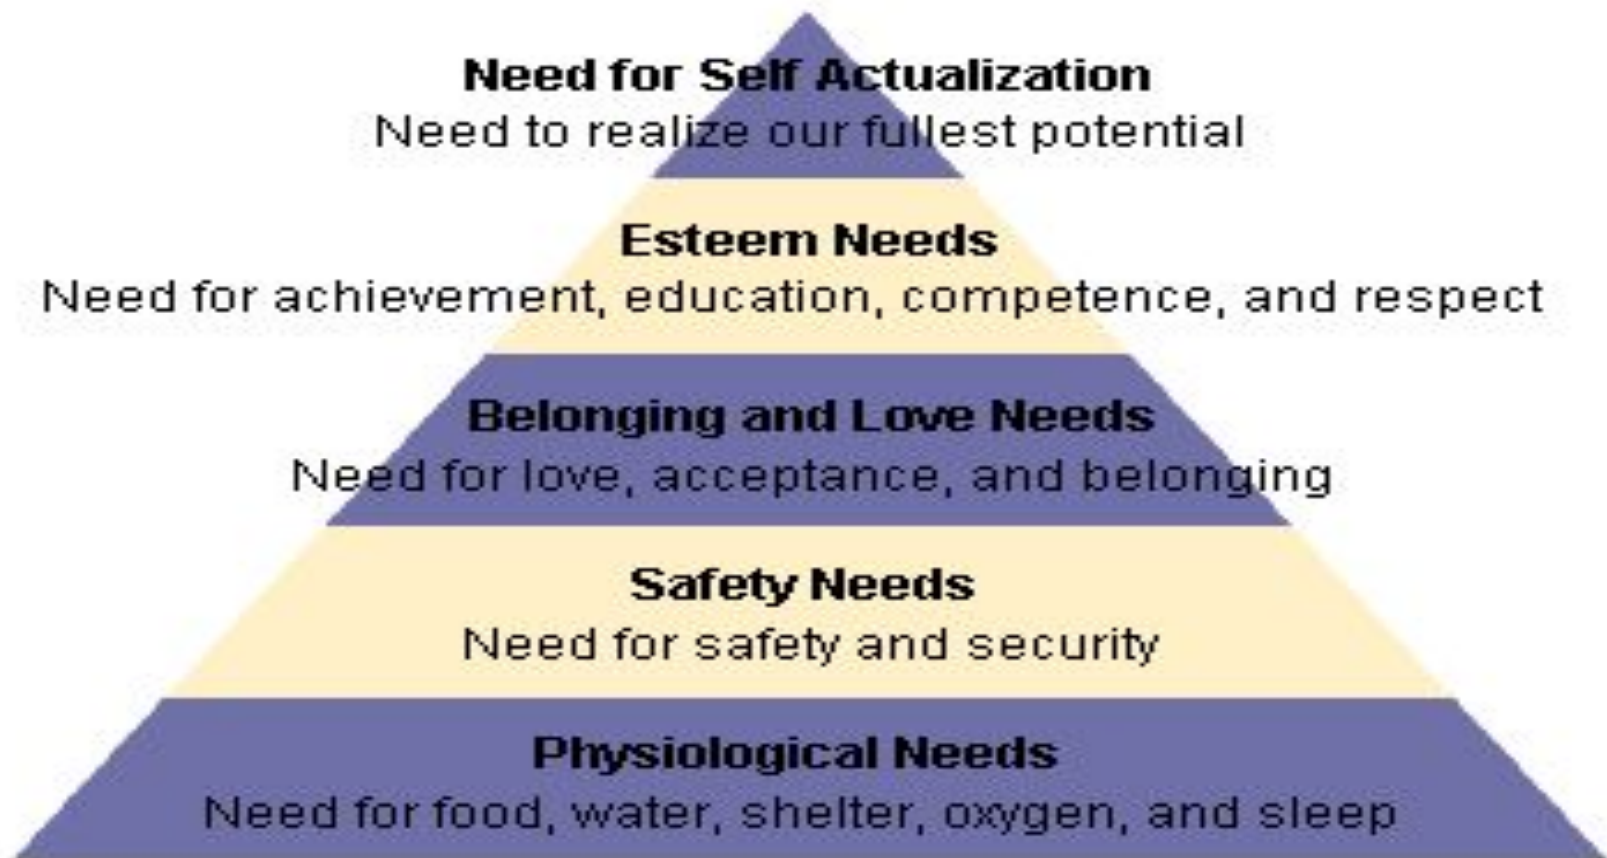 Need for Self Actualization
Need to realize our fullest potential
Esteem Needs
Need for achievement, education, competence, and respect
Belonging and Love Needs
Need for love, acceptance, and belonging
Safety Needs
Need for safety and security
Physiological Needs
Need for food, water, shelter, oxygen, and sleep